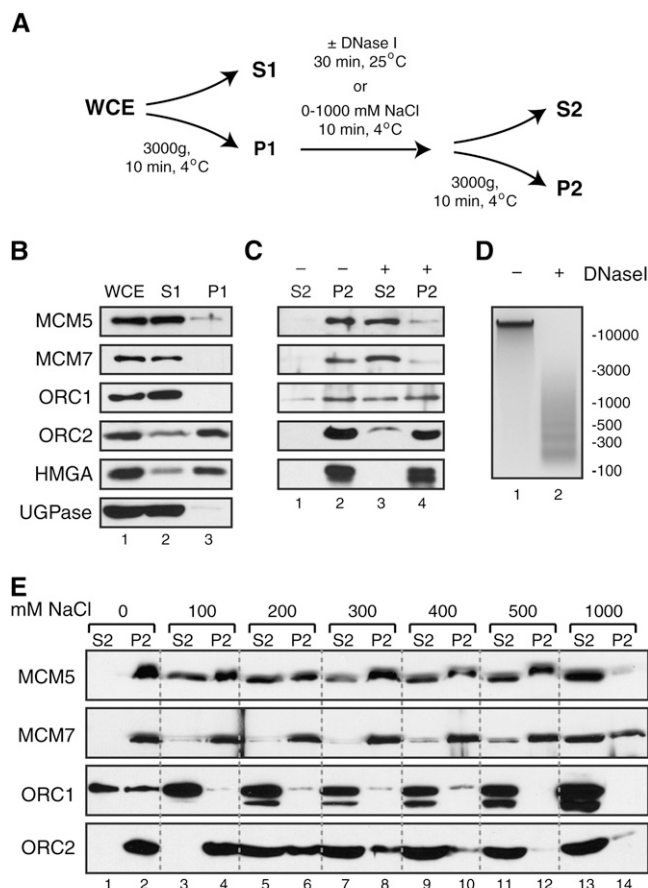 A
WCE
S1
P1
3000g,
10 min, 4°C
± DNase I
30 min, 25°C
or
0-1000 mM NaCl
10 min, 4°C
S2
P2
3000g,
10 min, 4°C
B
WCE S1 P1
MCM5
MCM7
ORC1
ORC2
HMGA
UGPase
1 2 3
C
− − + +
S2 P2 S2 P2
1 2 3 4
D
− + DNaseI
-10000
-3000
-1000
-500
-300
-100
1 2
E
mM NaCl 0 100 200 300 400 500 1000
S2 P2 S2 P2 S2 P2 S2 P2 S2 P2 S2 P2 S2 P2
MCM5
MCM7
ORC1
ORC2
1 2 3 4 5 6 7 8 9 10 11 12 13 14